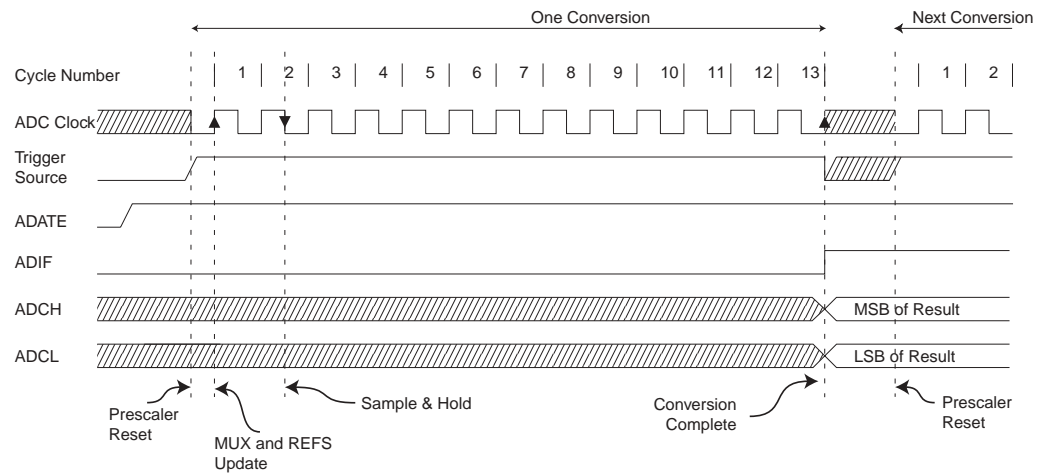 One Conversion Next Conversion
Cycle Number 1 2 3 4 5 6 7 8 9 10 11 12 13 1 2
ADC Clock
Trigger
Source
ADATE
ADIF
ADCH MSB of Result
ADCL LSB of Result
Prescaler
Reset
MUX and REFS
Update
Sample & Hold
Conversion
Complete
Prescaler
Reset